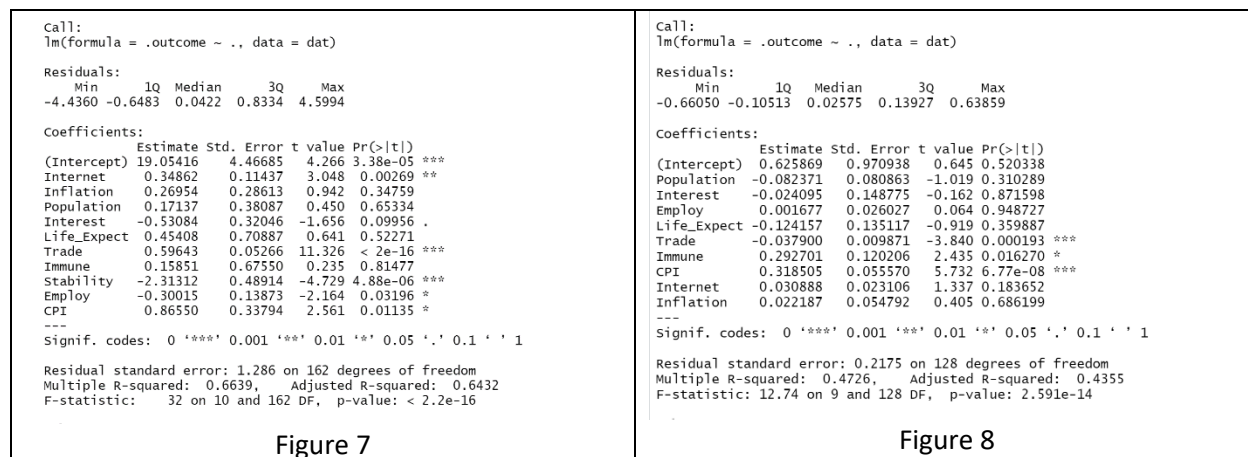 Call:
lm(formula = .outcome ~ ., data = dat)
Residuals:
Min 1Q Median 3Q Max
-4.4360 -0.6483 0.0422 0.8334 4.5994
Coefficients:
Estimate Std. Error t value Pr(>|t|)
(Intercept) 19.05416 4.46685 4.266 3.38e-05 ***
Internet 0.34862 0.11437 3.048 0.00269 **
Inflation 0.26954 0.28613 0.942 0.34759
Population 0.17137 0.38087 0.450 0.65334
Interest -0.53084 0.32046 -1.656 0.09956 .
Life_Expect 0.45408 0.70887 0.641 0.52271
Trade 0.59643 0.05266 11.326 < 2e-16 ***
Immune 0.15851 0.67550 0.235 0.81477
Stability -2.31312 0.48914 -4.729 4.88e-06 ***
Employ -0.30015 0.13873 -2.164 0.03196 *
CPI 0.86550 0.33794 2.561 0.01135 *
---
Signif. codes: 0 ‘***’ 0.001 ‘**’ 0.01 ‘*’ 0.05 ‘.’ 0.1 ‘ ’ 1
Residual standard error: 1.286 on 162 degrees of freedom
Multiple R-squared: 0.6639, Adjusted R-squared: 0.6432
F-statistic: 32 on 10 and 162 DF, p-value: < 2.2e-16
Figure 7
Call:
lm(formula = .outcome ~ ., data = dat)
Residuals:
Min 1Q Median 3Q Max
-0.66050 -0.10513 0.02575 0.13927 0.63859
Coefficients:
Estimate Std. Error t value Pr(>|t|)
(Intercept) 0.625869 0.970938 0.645 0.520338
Population -0.082371 0.080863 -1.019 0.310289
Interest -0.024095 0.148775 -0.162 0.871598
Employ 0.001677 0.026027 0.064 0.948727
Life_Expect -0.124157 0.135117 -0.919 0.359887
Trade -0.037900 0.009871 -3.840 0.000193 ***
Immune 0.292701 0.120206 2.435 0.016270 *
CPI 0.318505 0.055570 5.732 6.77e-08 ***
Internet 0.030888 0.023106 1.337 0.183652
Inflation 0.022187 0.054792 0.405 0.686199
---
Signif. codes: 0 ‘***’ 0.001 ‘**’ 0.01 ‘*’ 0.05 ‘.’ 0.1 ‘ ’ 1
Residual standard error: 0.2175 on 128 degrees of freedom
Multiple R-squared: 0.4726, Adjusted R-squared: 0.4355
F-statistic: 12.74 on 9 and 128 DF, p-value: 2.591e-14
Figure 8